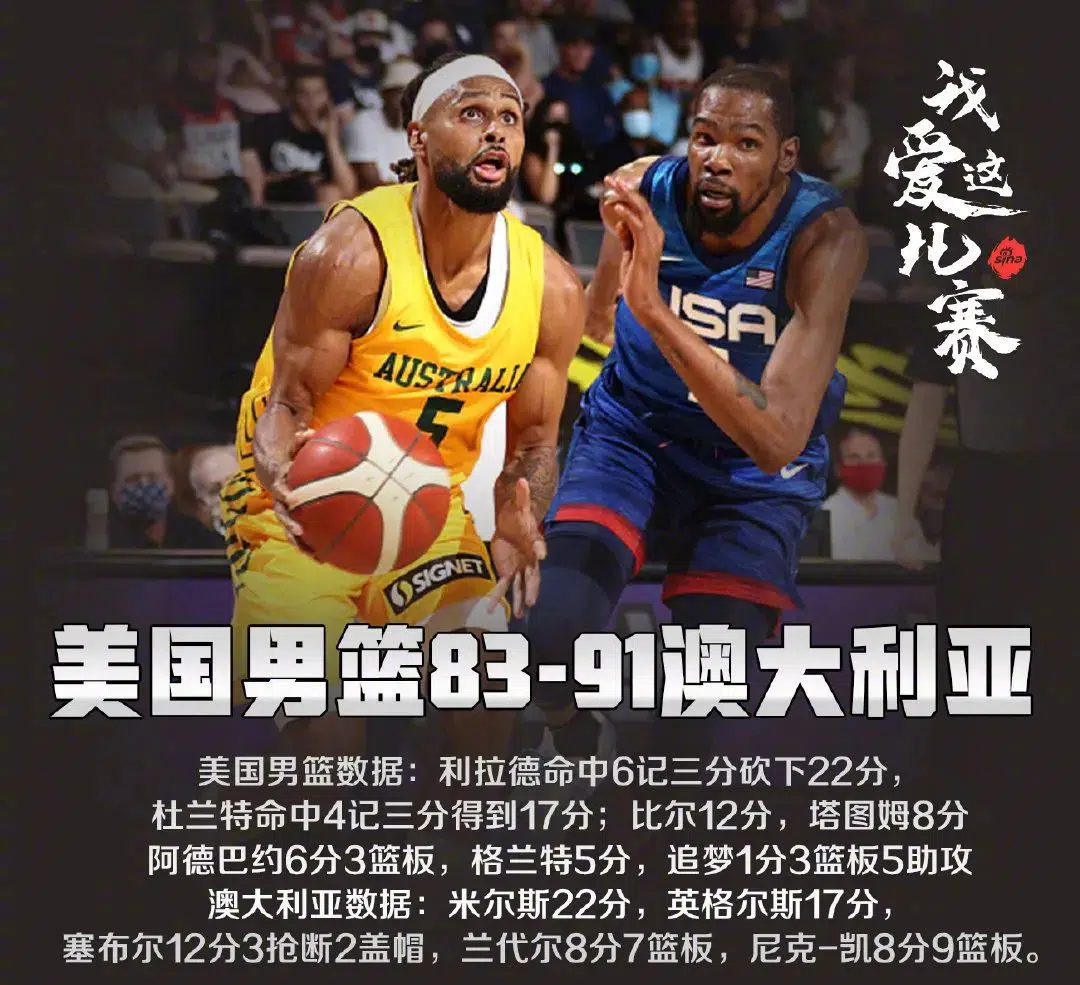 我爱这比赛
sina
USA
AUSTRALIA
5
SIGNET
美国男篮83-91澳大利亚
美国男篮数据：利拉德命中6记三分砍下22分，
杜兰特命中4记三分得到17分；比尔12分，塔图姆8分
阿德巴约6分3篮板，格兰特5分，追梦1分3篮板5助攻
澳大利亚数据：米尔斯22分，英格尔斯17分，
塞布尔12分3抢断2盖帽，兰代尔8分7篮板，尼克-凯8分9篮板。